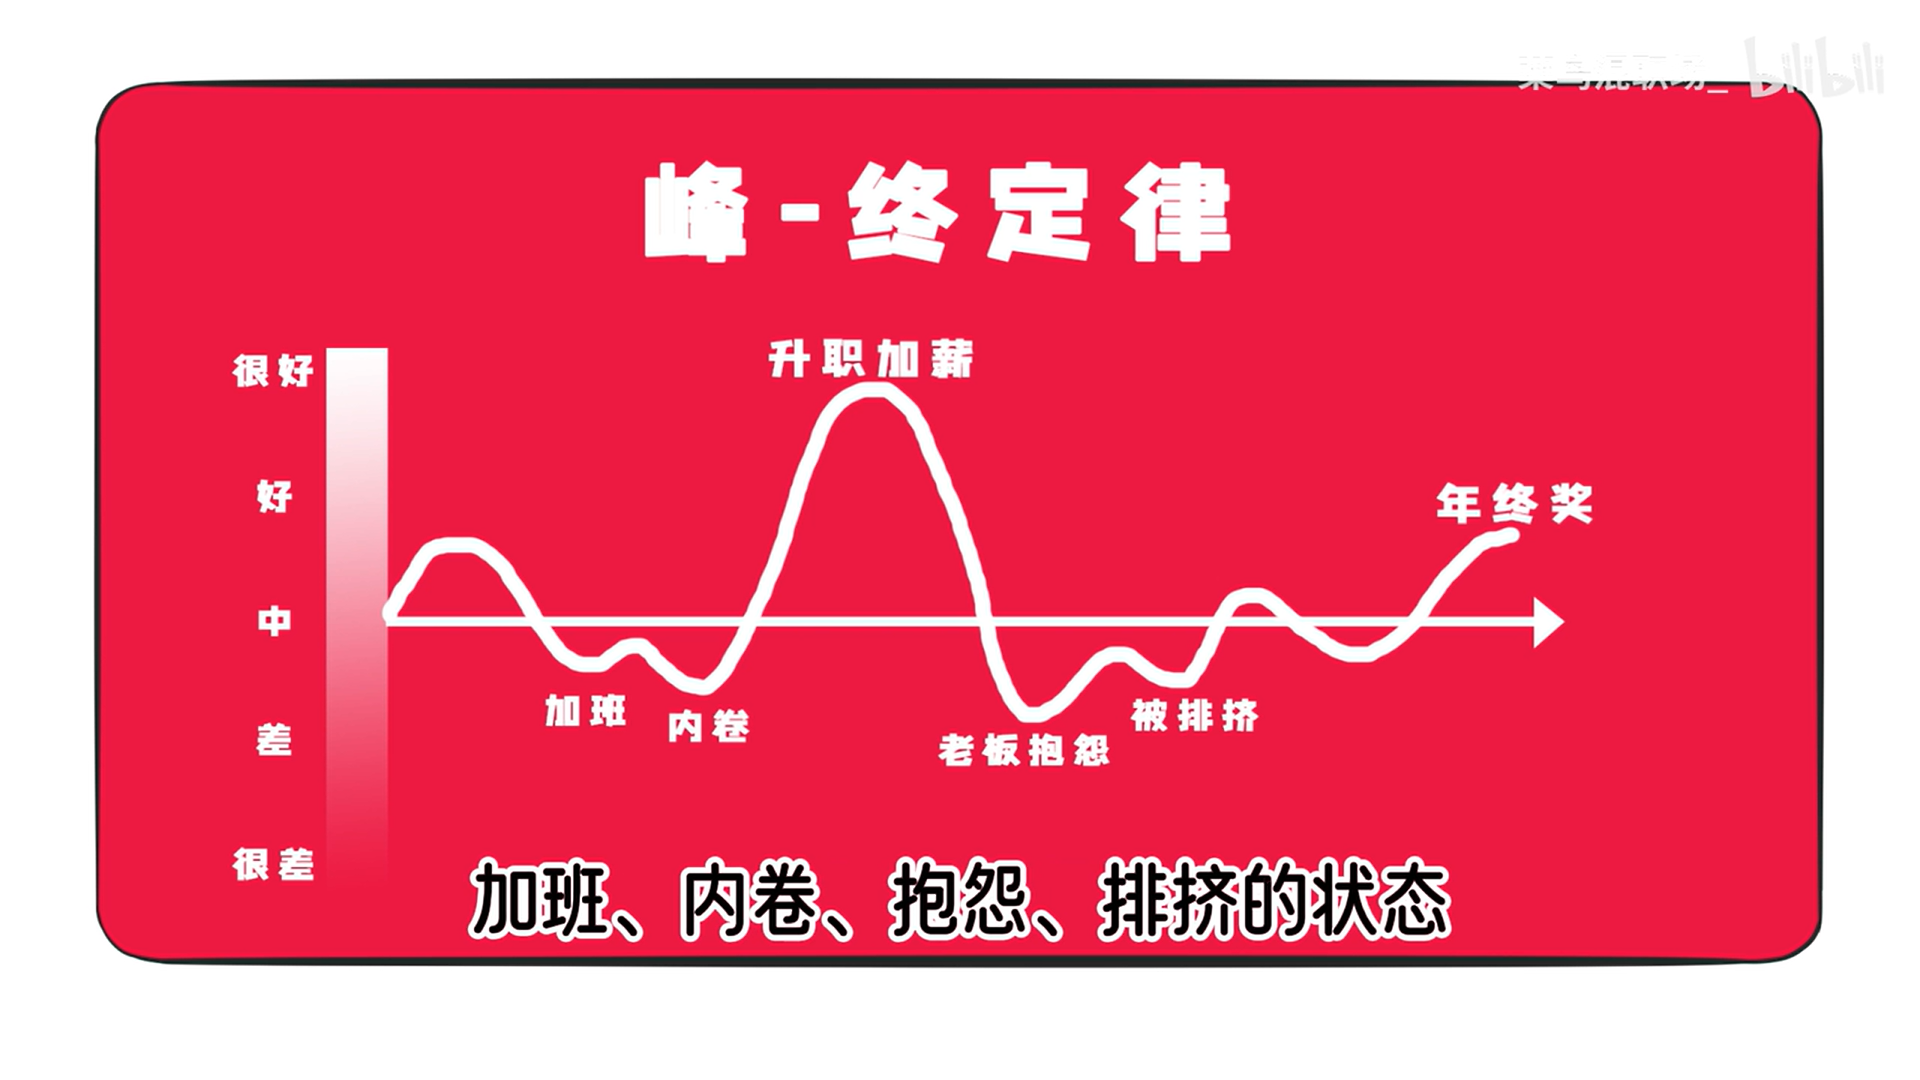 菜鸟混职场_ bilibili
峰-终定律
很好
好
中
差
很差
升职加薪
年终奖
加班
内卷
老板抱怨
被排挤
加班、内卷、抱怨、排挤的状态